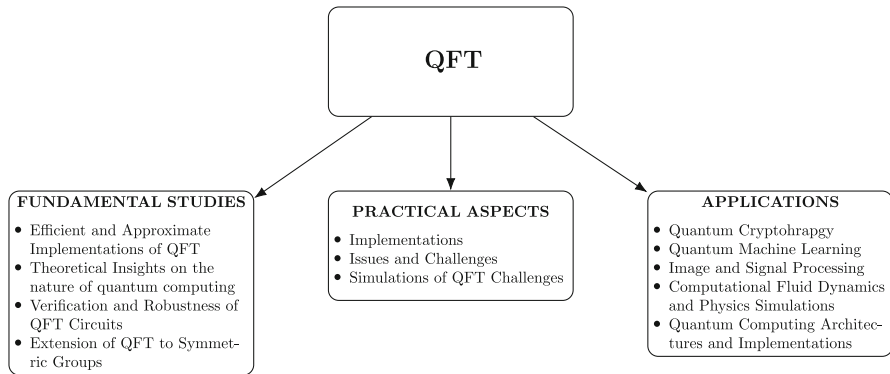 QFT
FUNDAMENTAL STUDIES
• Efficient and Approximate
Implementations of QFT
• Theoretical Insights on the
nature of quantum computing
• Verification and Robustness of
QFT Circuits
• Extension of QFT to Symmet-
ric Groups
PRACTICAL ASPECTS
• Implementations
• Issues and Challenges
• Simulations of QFT Challenges
APPLICATIONS
• Quantum Cryptohrapgy
• Quantum Machine Learning
• Image and Signal Processing
• Computational Fluid Dynamics
and Physics Simulations
• Quantum Computing Architec-
tures and Implementations